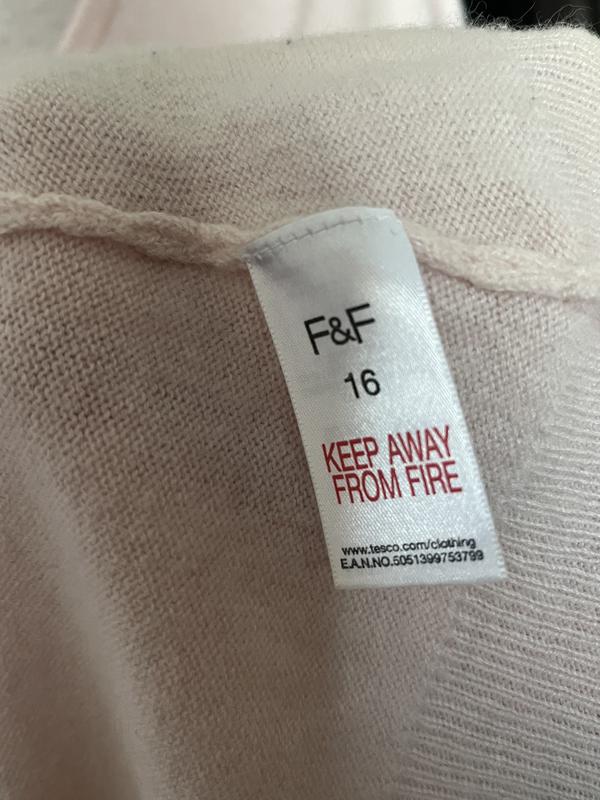 F&F
16
KEEP AWAY
FROM FIRE
www.tesco.com/clothing
E.A.N.NO.5051399753799